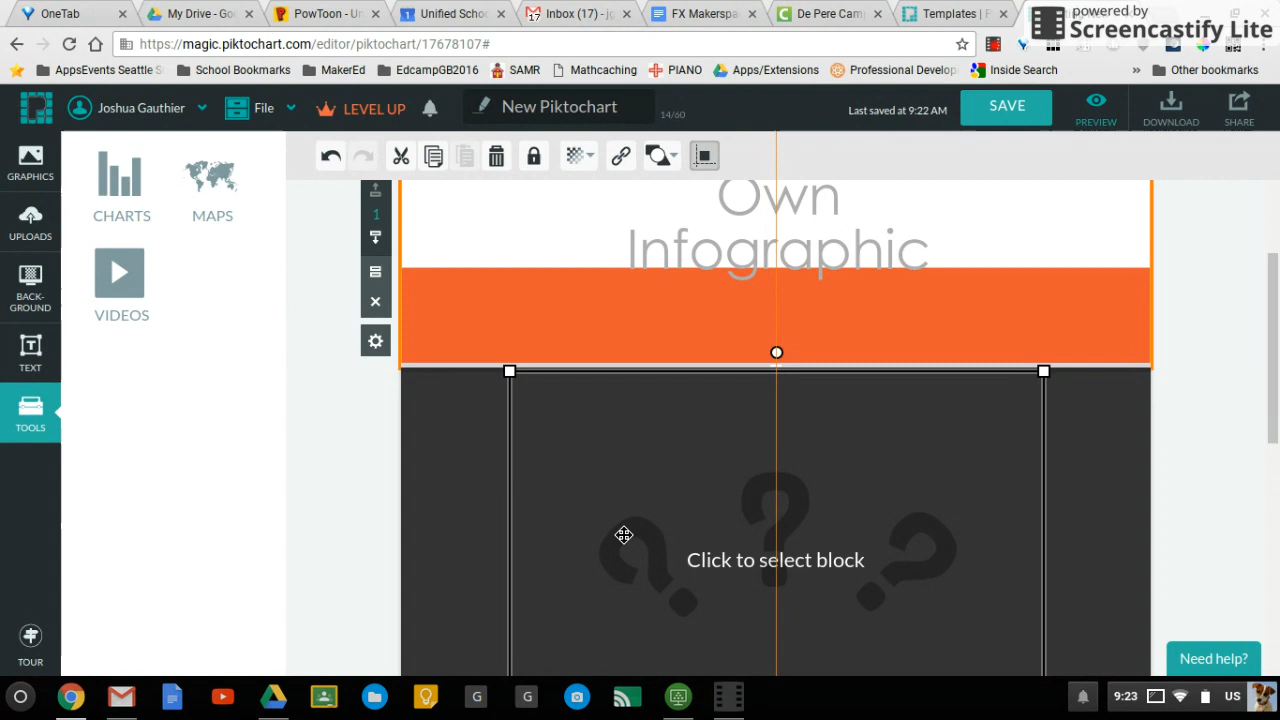 OneTab
My Drive - Goo
PowToon - Un
Unified Schoo
Inbox (17) - jg
FX Makerspa
De Pere Cam
Templates | P
powered by
Screencastify Lite
https://magic.piktochart.com/editor/piktochart/17678107#
AppsEvents Seattle S
School Bookmarks
MakerEd
EdcampGB2016
SAMR
Mathcaching
PIANO
Apps/Extensions
Professional Develop
Inside Search
»
Other bookmarks
Joshua Gauthier
File
LEVEL UP
New Piktochart
14/60
Last saved at 9:22 AM
SAVE
PREVIEW
DOWNLOAD
SHARE
GRAPHICS
UPLOADS
BACK-
GROUND
TEXT
TOOLS
TOUR
CHARTS
MAPS
VIDEOS
1
Own
Infographic
? ? ?
Click to select block
Need help?
9:23
US